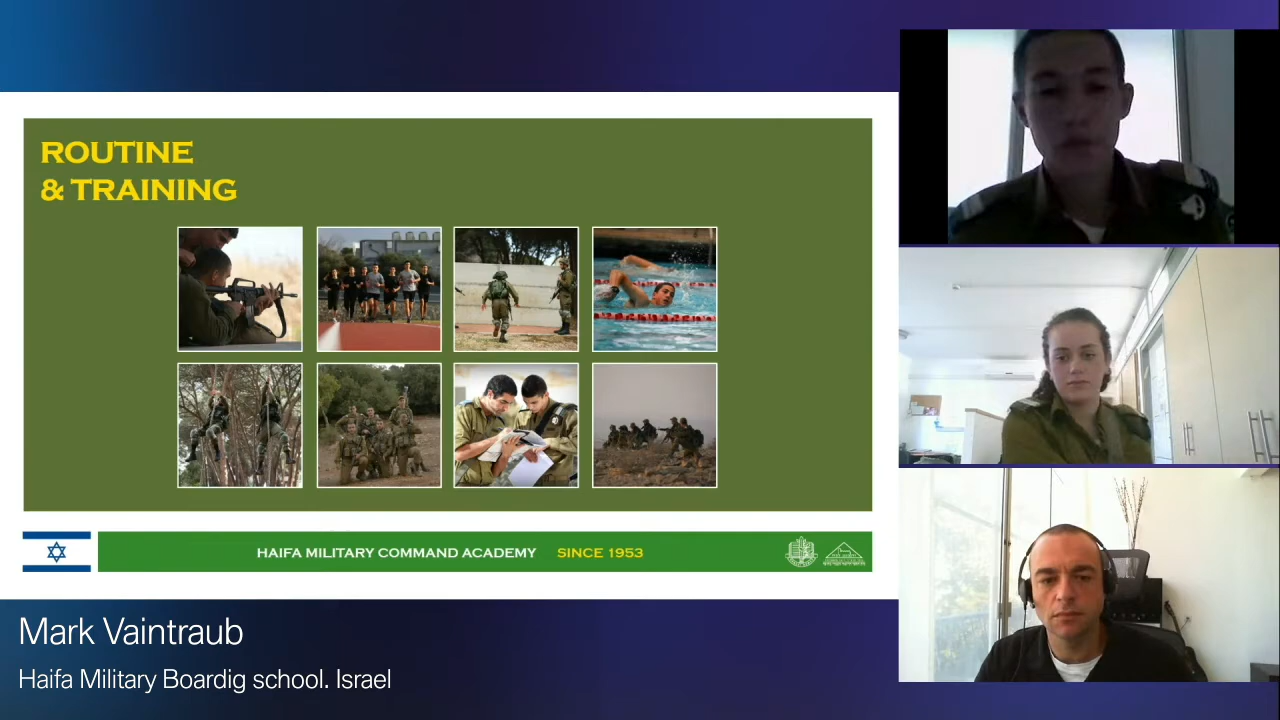 ROUTINE
& TRAINING
HAIFA MILITARY COMMAND ACADEMY SINCE 1953
Mark Vaintraub
Haifa Military Boardig school. Israel